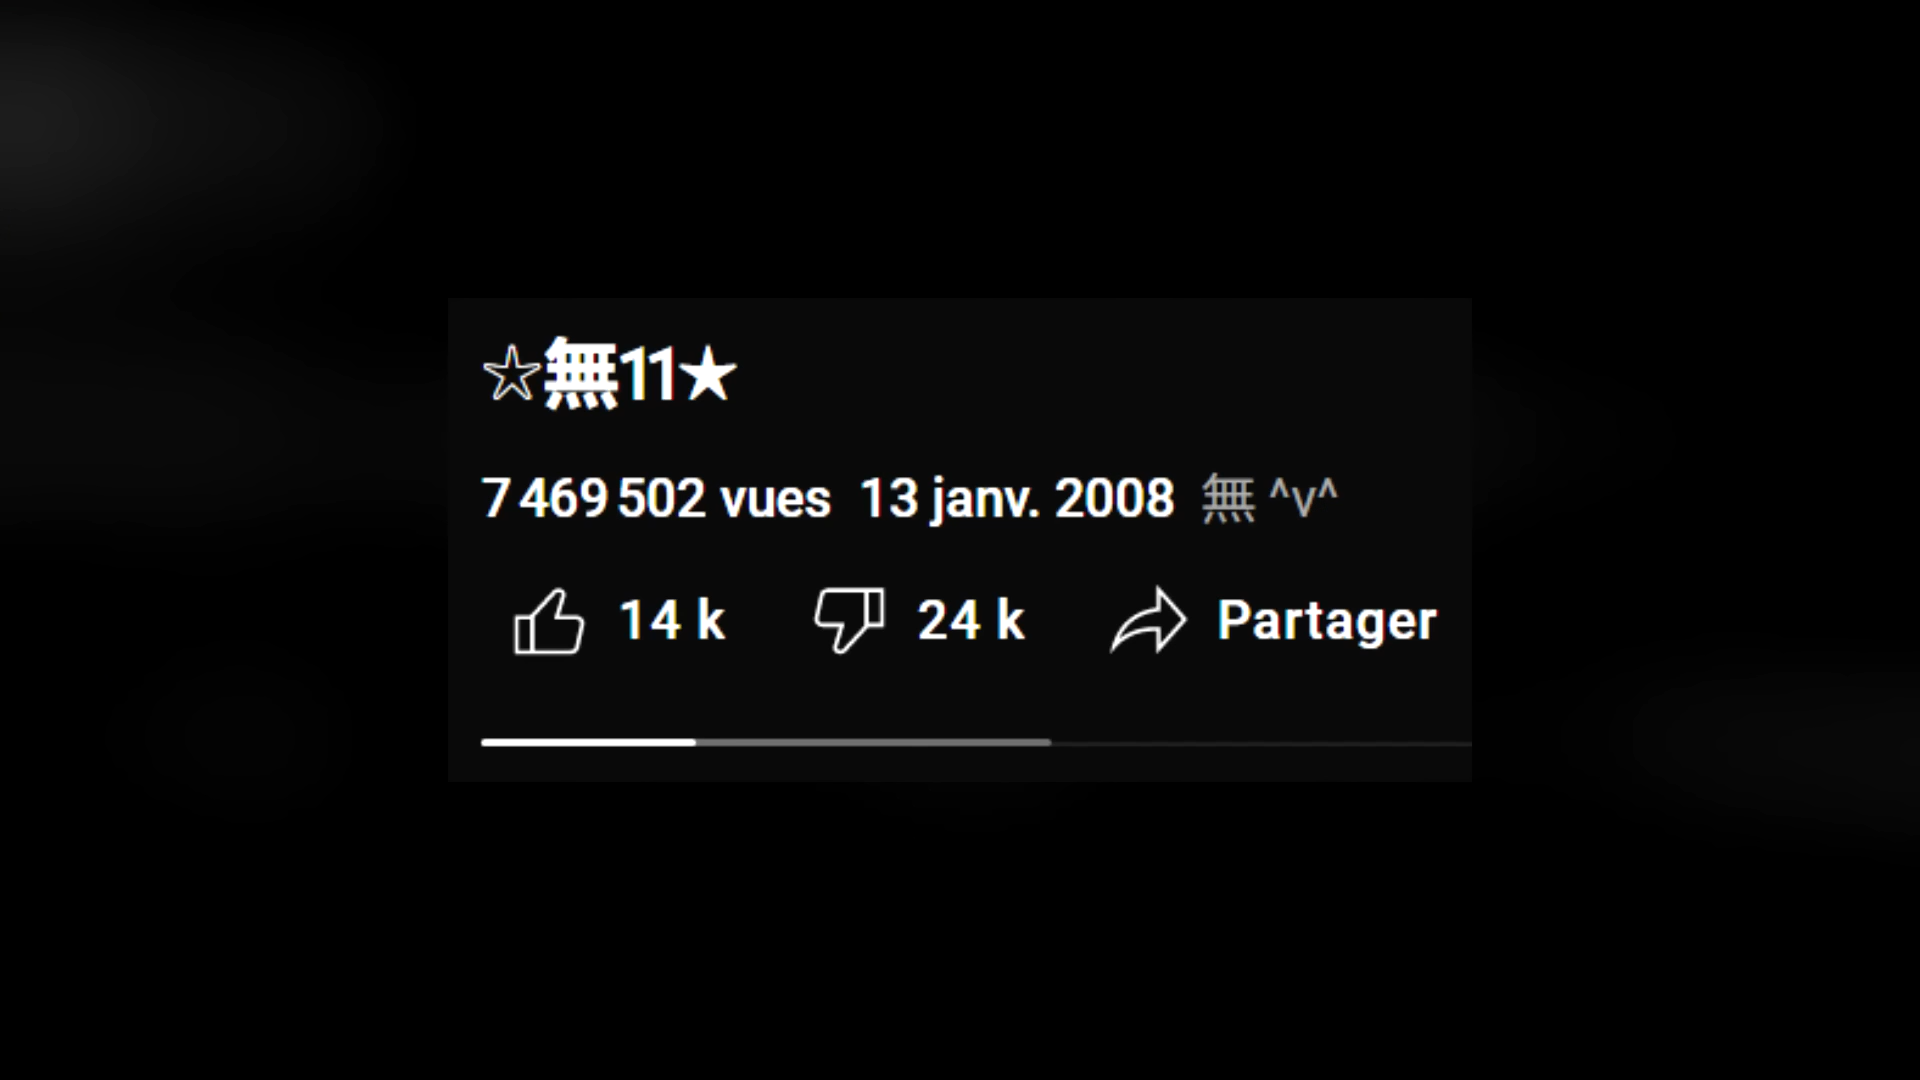 ☆無11★
7 469 502 vues 13 janv. 2008 無 ^v^
14 k 24 k Partager